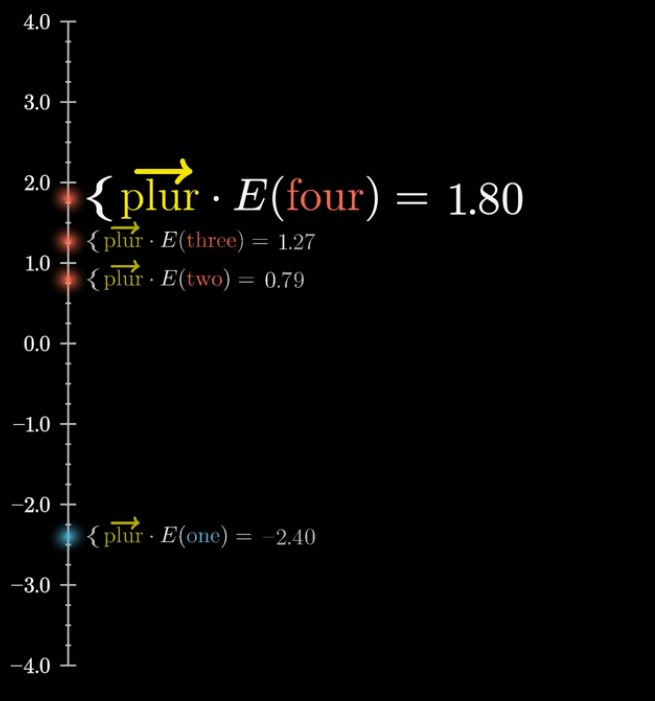 4.0
3.0
2.0
{ plur · E(four) = 1.80
{ plur · E(three) = 1.27
1.0
{ plur · E(two) = 0.79
0.0
−1.0
−2.0
{ plur · E(one) = −2.40
−3.0
−4.0